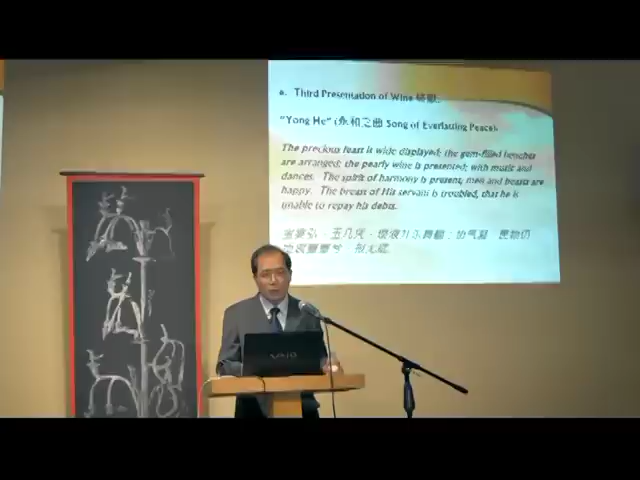 e. Third Presentation of Wine 終獻.
"Yong He" (永和之曲 Song of Everlasting Peace).
The precious feast is wide displayed; the gem-filled benches
are arranged; the pearly wine is presented; with music and
dances. The spirit of harmony is present; men and beasts are
happy. The breast of His servant is troubled, that he is
unable to repay his debts.
VAIO